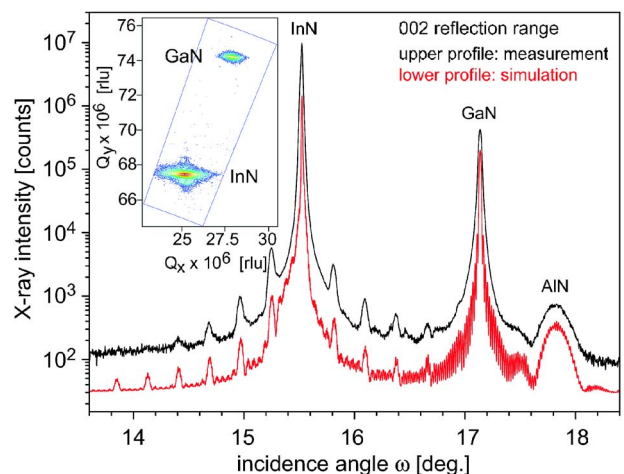 002 reflection range
upper profile: measurement
lower profile: simulation
InN
GaN
AlN
GaN
InN
76
74
72
70
68
66
Qy x 10^6 [rlu]
25
27.5
30
Qx x 10^6 [rlu]
10^7
10^6
10^5
10^4
10^3
10^2
X-ray intensity [counts]
14
15
16
17
18
incidence angle ω [deg.]